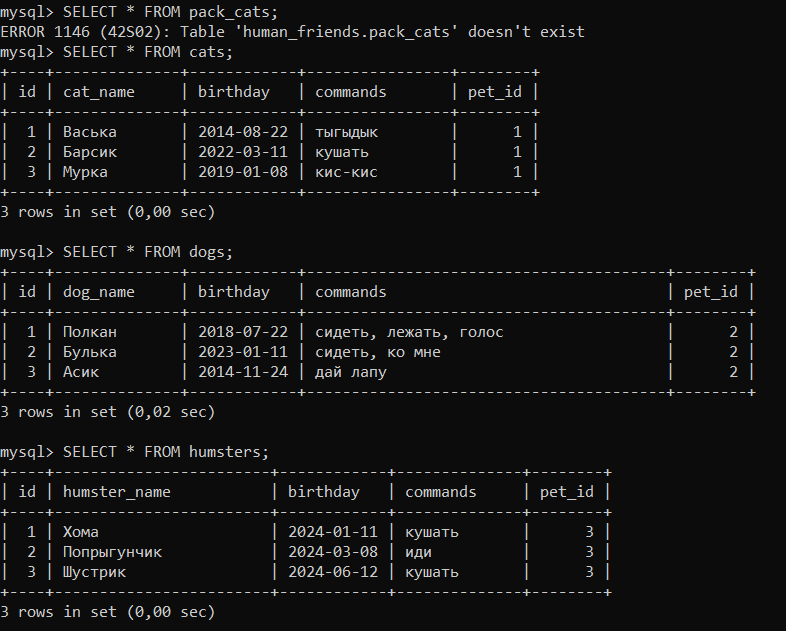 mysql> SELECT * FROM pack_cats;
ERROR 1146 (42S02): Table 'human_friends.pack_cats' doesn't exist
mysql> SELECT * FROM cats;
+----+--------------+------------+----------------+--------+
| id | cat_name     | birthday   | commands       | pet_id |
+----+--------------+------------+----------------+--------+
|  1 | Васька       | 2014-08-22 | тыгыдык        |      1 |
|  2 | Барсик       | 2022-03-11 | кушать         |      1 |
|  3 | Мурка        | 2019-01-08 | кис-кис        |      1 |
+----+--------------+------------+----------------+--------+
3 rows in set (0,00 sec)

mysql> SELECT * FROM dogs;
+----+--------------+------------+----------------------------------------+--------+
| id | dog_name     | birthday   | commands                               | pet_id |
+----+--------------+------------+----------------------------------------+--------+
|  1 | Полкан       | 2018-07-22 | сидеть, лежать, голос                  |      2 |
|  2 | Булька       | 2023-01-11 | сидеть, ко мне                         |      2 |
|  3 | Асик         | 2014-11-24 | дай лапу                               |      2 |
+----+--------------+------------+----------------------------------------+--------+
3 rows in set (0,02 sec)

mysql> SELECT * FROM humsters;
+----+------------------------+------------+--------------+--------+
| id | humster_name           | birthday   | commands     | pet_id |
+----+------------------------+------------+--------------+--------+
|  1 | Хома                   | 2024-01-11 | кушать       |      3 |
|  2 | Попрыгунчик            | 2024-03-08 | иди          |      3 |
|  3 | Шустрик                | 2024-06-12 | кушать       |      3 |
+----+------------------------+------------+--------------+--------+
3 rows in set (0,00 sec)